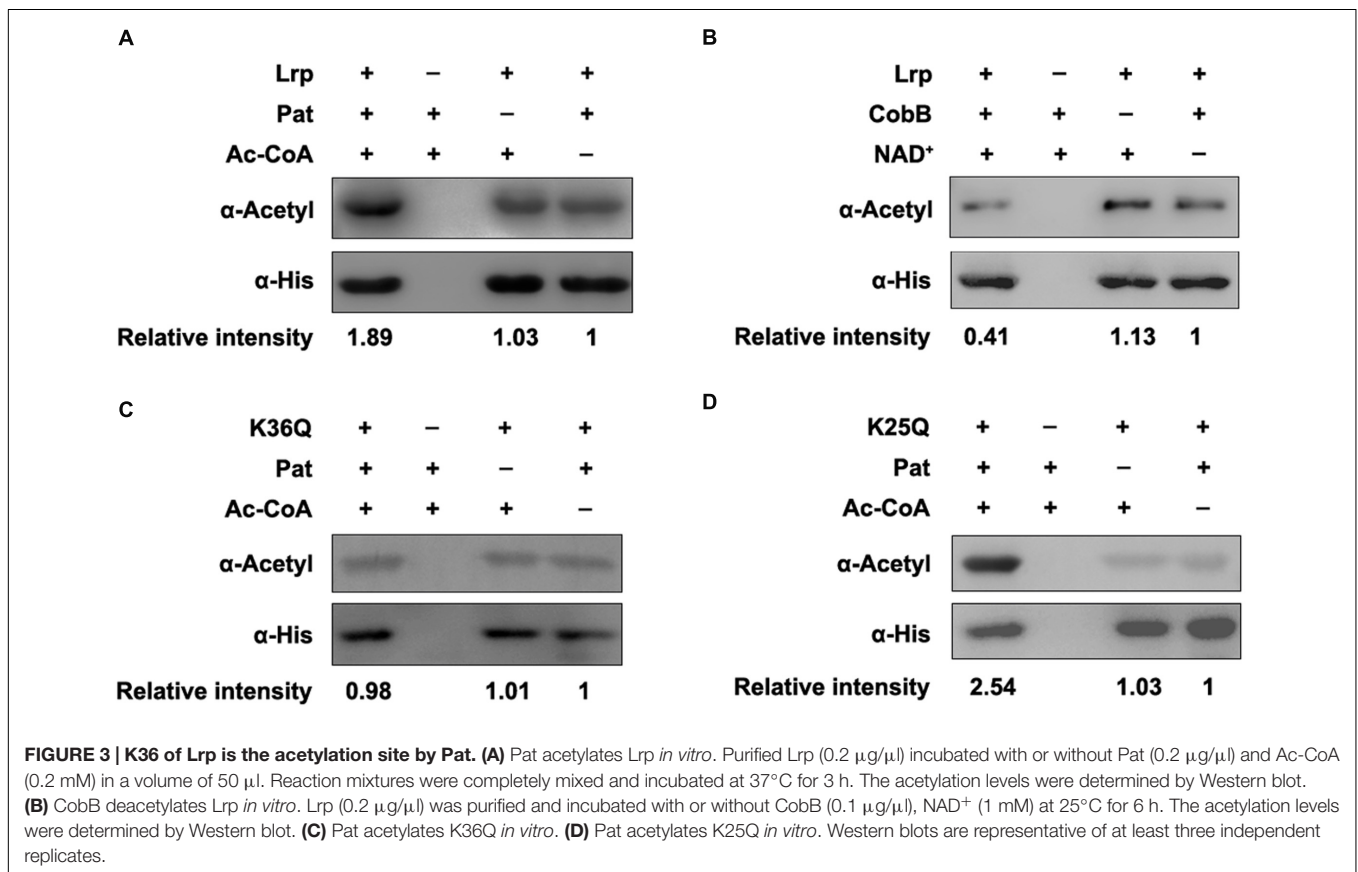 A
Lrp + – + +
Pat + + – +
Ac-CoA + + + –
α-Acetyl
α-His
Relative intensity 1.89 1.03 1
B
Lrp + – + +
CobB + + – +
NAD⁺ + + + –
α-Acetyl
α-His
Relative intensity 0.41 1.13 1
C
K36Q + – + +
Pat + + – +
Ac-CoA + + + –
α-Acetyl
α-His
Relative intensity 0.98 1.01 1
D
K25Q + – + +
Pat + + – +
Ac-CoA + + + –
α-Acetyl
α-His
Relative intensity 2.54 1.03 1
FIGURE 3 | K36 of Lrp is the acetylation site by Pat. (A) Pat acetylates Lrp in vitro. Purified Lrp (0.2 μg/μl) incubated with or without Pat (0.2 μg/μl) and Ac-CoA
(0.2 mM) in a volume of 50 μl. Reaction mixtures were completely mixed and incubated at 37°C for 3 h. The acetylation levels were determined by Western blot.
(B) CobB deacetylates Lrp in vitro. Lrp (0.2 μg/μl) was purified and incubated with or without CobB (0.1 μg/μl), NAD⁺ (1 mM) at 25°C for 6 h. The acetylation levels
were determined by Western blot. (C) Pat acetylates K36Q in vitro. (D) Pat acetylates K25Q in vitro. Western blots are representative of at least three independent
replicates.